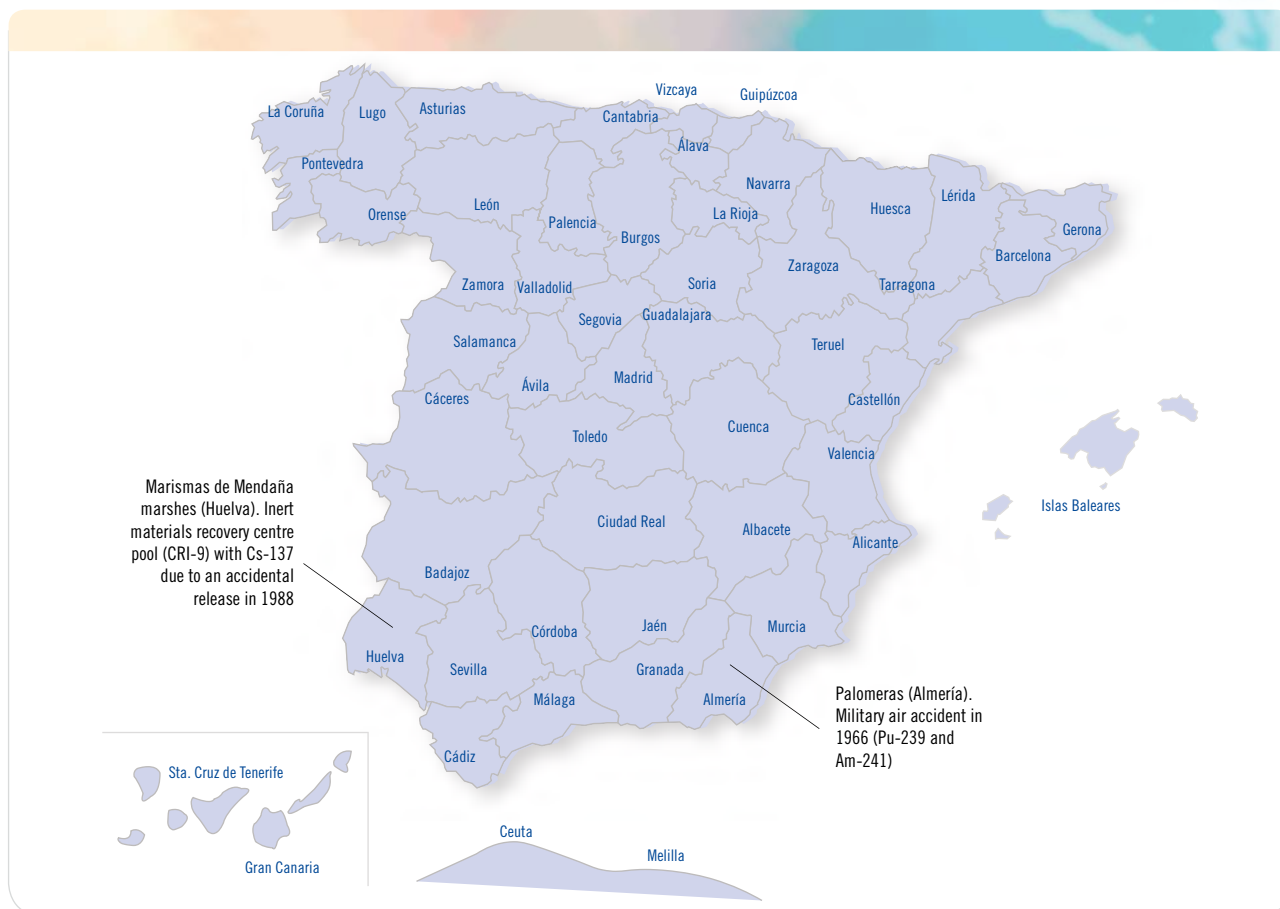 Vizcaya
Guipúzcoa
La Coruña
Lugo
Asturias
Cantabria
Álava
Pontevedra
Navarra
Lérida
León
Orense
Palencia
La Rioja
Huesca
Burgos
Gerona
Barcelona
Zaragoza
Zamora
Valladolid
Soria
Tarragona
Segovia
Guadalajara
Salamanca
Teruel
Ávila
Madrid
Cáceres
Castellón
Toledo
Cuenca
Valencia
Islas Baleares
Marismas de Mendaña
marshes (Huelva). Inert
materials recovery centre
pool (CRI-9) with Cs-137
due to an accidental
release in 1988
Ciudad Real
Albacete
Alicante
Badajoz
Córdoba
Jaén
Murcia
Huelva
Sevilla
Granada
Málaga
Almería
Palomeras (Almería).
Military air accident in
1966 (Pu-239 and
Am-241)
Cádiz
Sta. Cruz de Tenerife
Gran Canaria
Ceuta
Melilla